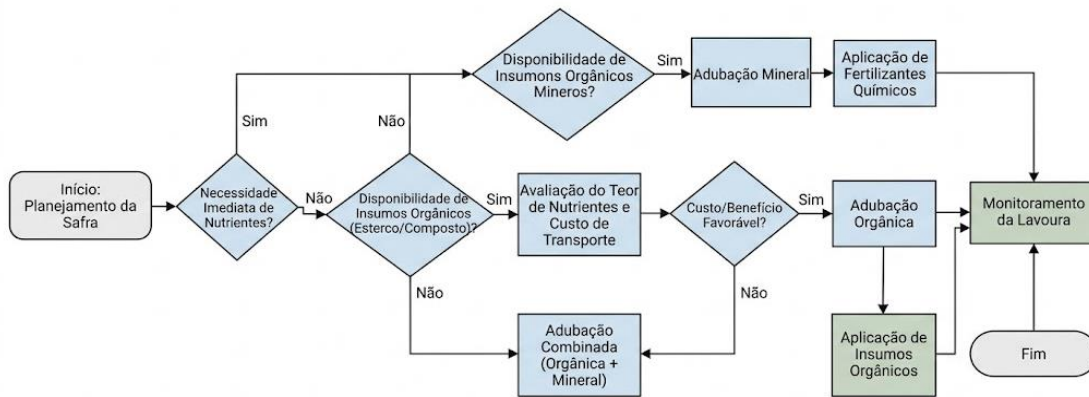 Disponibilidade de
Insumons Orgânicos
Mineros?
Sim
Adubação Mineral
Aplicação de
Fertilizantes
Químicos
Sim
Não
Início:
Planejamento da
Safra
Necessidade
Imediata de
Nutrientes?
Não
Disponibilidade de
Insumos Orgânicos
(Esterco/Composto)?
Sim
Avaliação do Teor
de Nutrientes e
Custo de
Transporte
Custo/Benefício
Favorável?
Sim
Adubação
Orgânica
Monitoramento
da Lavoura
Não
Não
Adubação
Combinada
(Orgânica +
Mineral)
Aplicação de
Insumos
Orgânicos
Fim